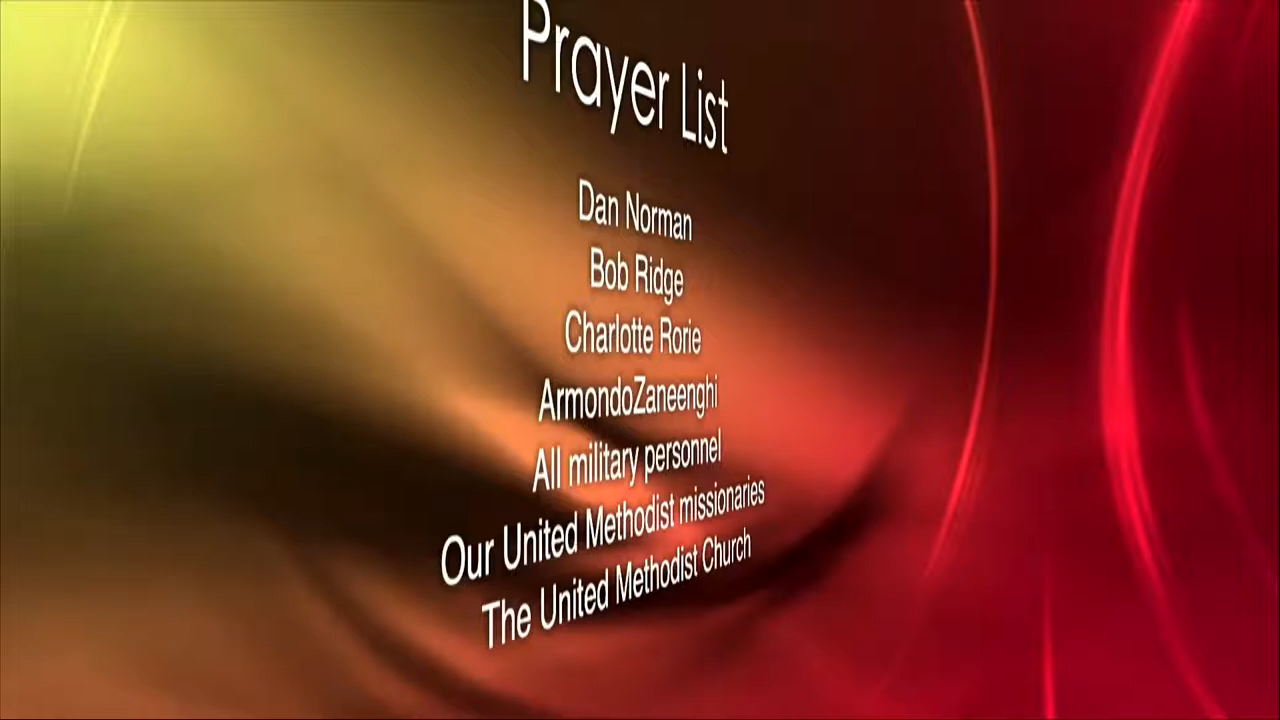 Prayer List
Dan Norman
Bob Ridge
Charlotte Rorie
ArmondoZaneenghi
All military personnel
Our United Methodist missionaries
The United Methodist Church